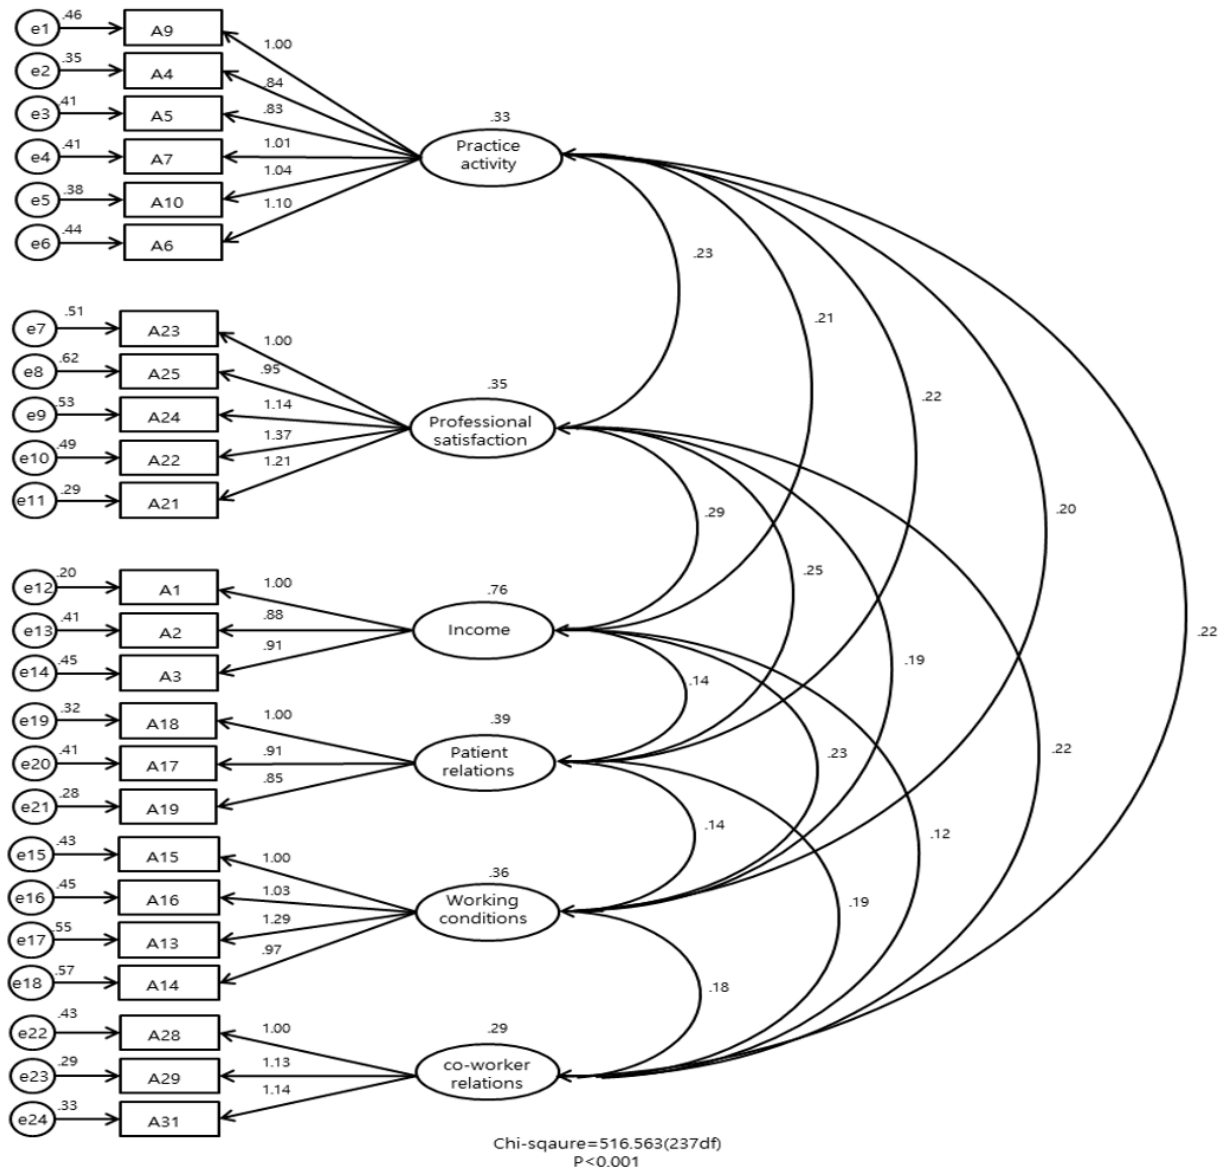 e1 .46 A9 1.00
e2 .35 A4 .84
e3 .41 A5 .83
e4 .41 A7 1.01
e5 .38 A10 1.04
e6 .44 A6 1.10
.33
Practice
activity
e7 .51 A23 1.00
e8 .62 A25 .95
e9 .53 A24 1.14
e10 .49 A22 1.37
e11 .29 A21 1.21
.35
Professional
satisfaction
e12 .20 A1 1.00
e13 .41 A2 .88
e14 .45 A3 .91
.76
Income
e19 .32 A18 1.00
e20 .41 A17 .91
e21 .28 A19 .85
.39
Patient
relations
e15 .43 A15 1.00
e16 .45 A16 1.03
e17 .55 A13 1.29
e18 .57 A14 .97
.36
Working
conditions
e22 .43 A28 1.00
e23 .29 A29 1.13
e24 .33 A31 1.14
.29
co-worker
relations
.23
.21
.22
.20
.22
.29
.25
.19
.22
.14
.23
.12
.14
.19
.18
Chi-sqaure=516.563(237df)
P<0.001